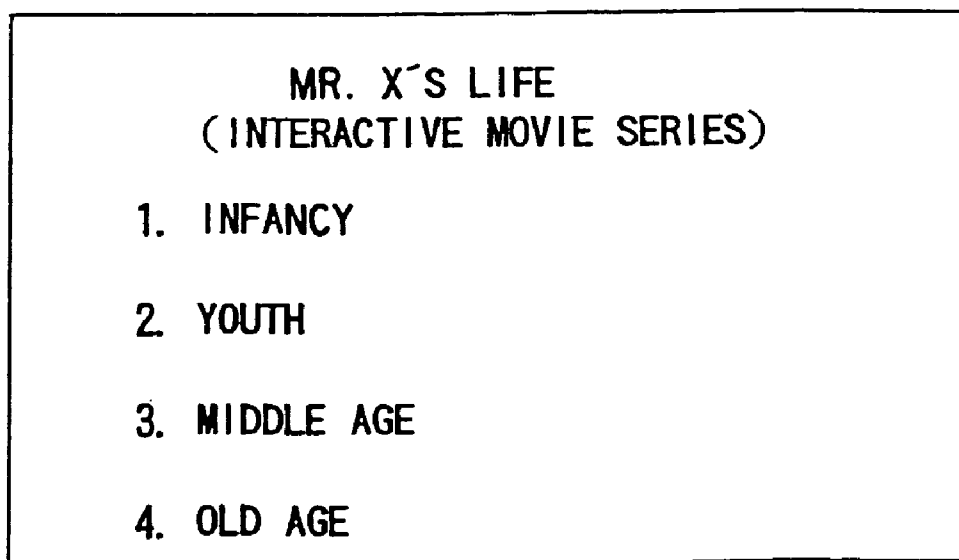 MR. X´S LIFE
(INTERACTIVE MOVIE SERIES)
1. INFANCY
2. YOUTH
3. MIDDLE AGE
4. OLD AGE